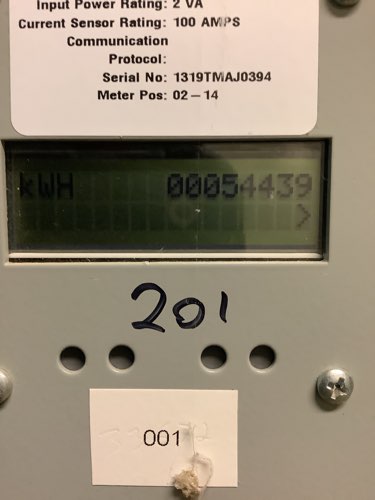 Input Power Rating: 2 VA
Current Sensor Rating: 100 AMPS
Communication
Protocol:
Serial No: 1319TMAJ0394
Meter Pos: 02-14
kWH 00054439
>
201
001